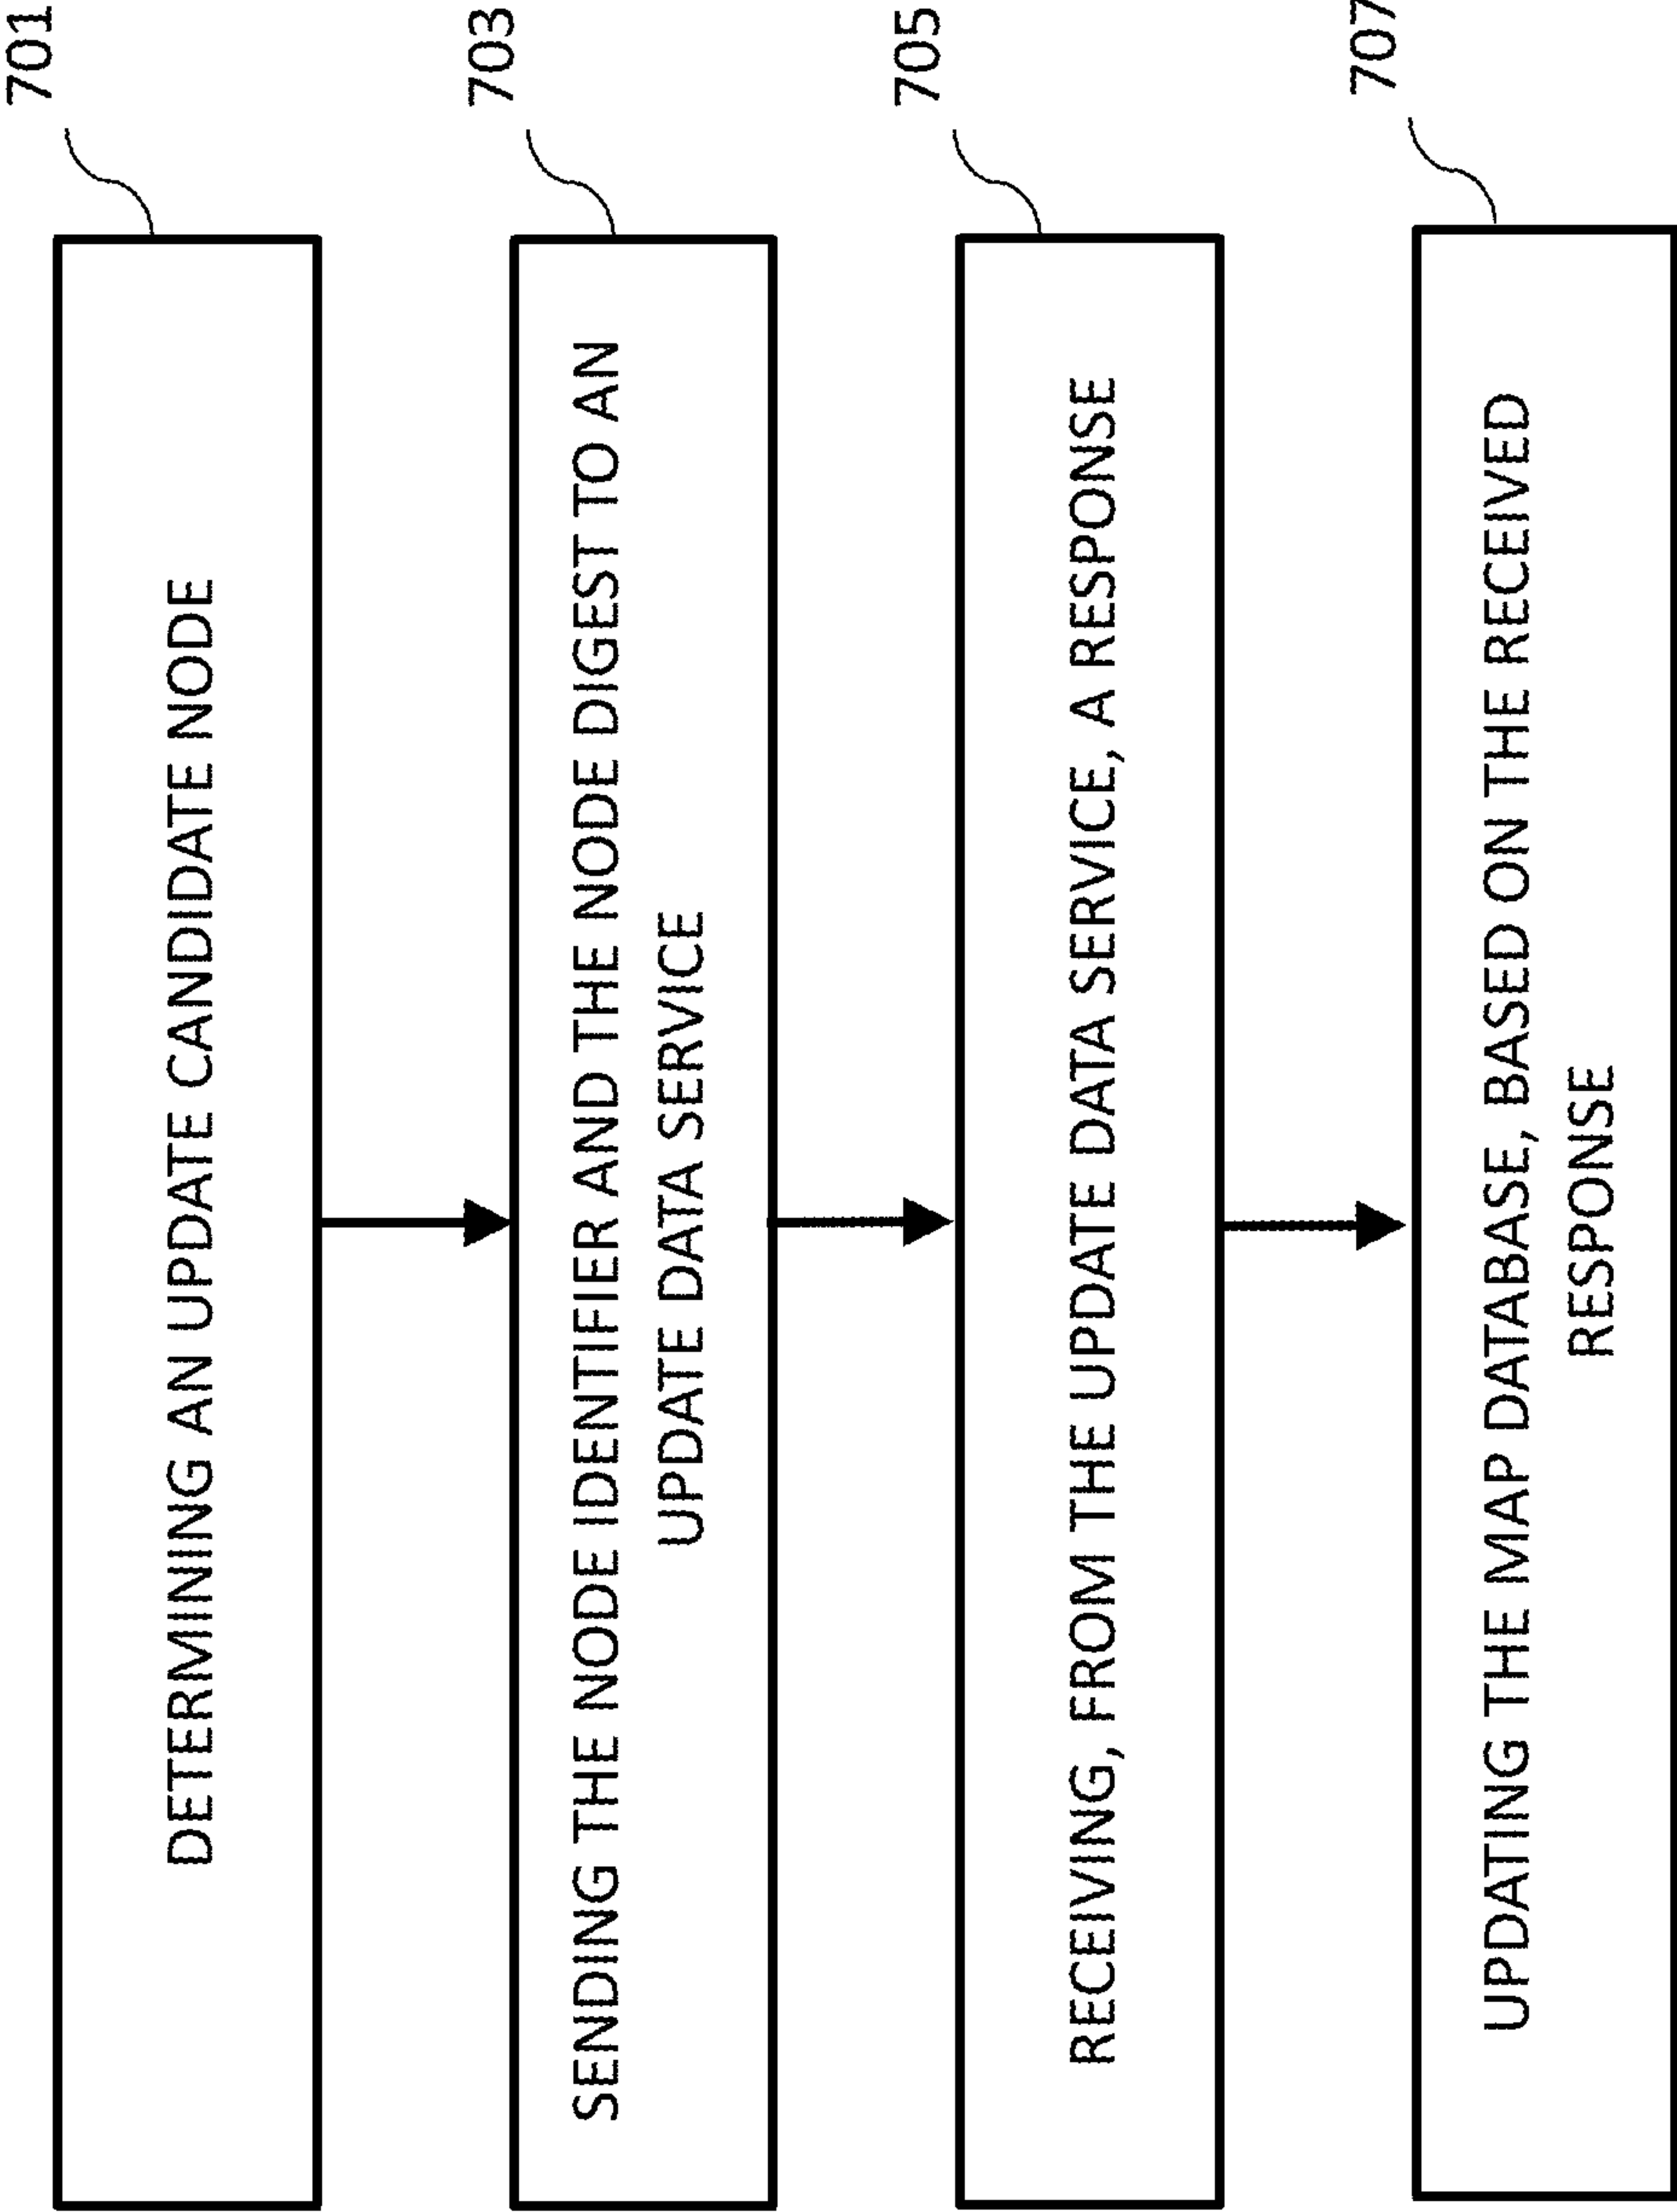 701
DETERMINING AN UPDATE CANDIDATE NODE
703
SENDING THE NODE IDENTIFIER AND THE NODE DIGEST TO AN
UPDATE DATA SERVICE
705
RECEIVING, FROM THE UPDATE DATA SERVICE, A RESPONSE
707
UPDATING THE MAP DATABASE, BASED ON THE RECEIVED
RESPONSE